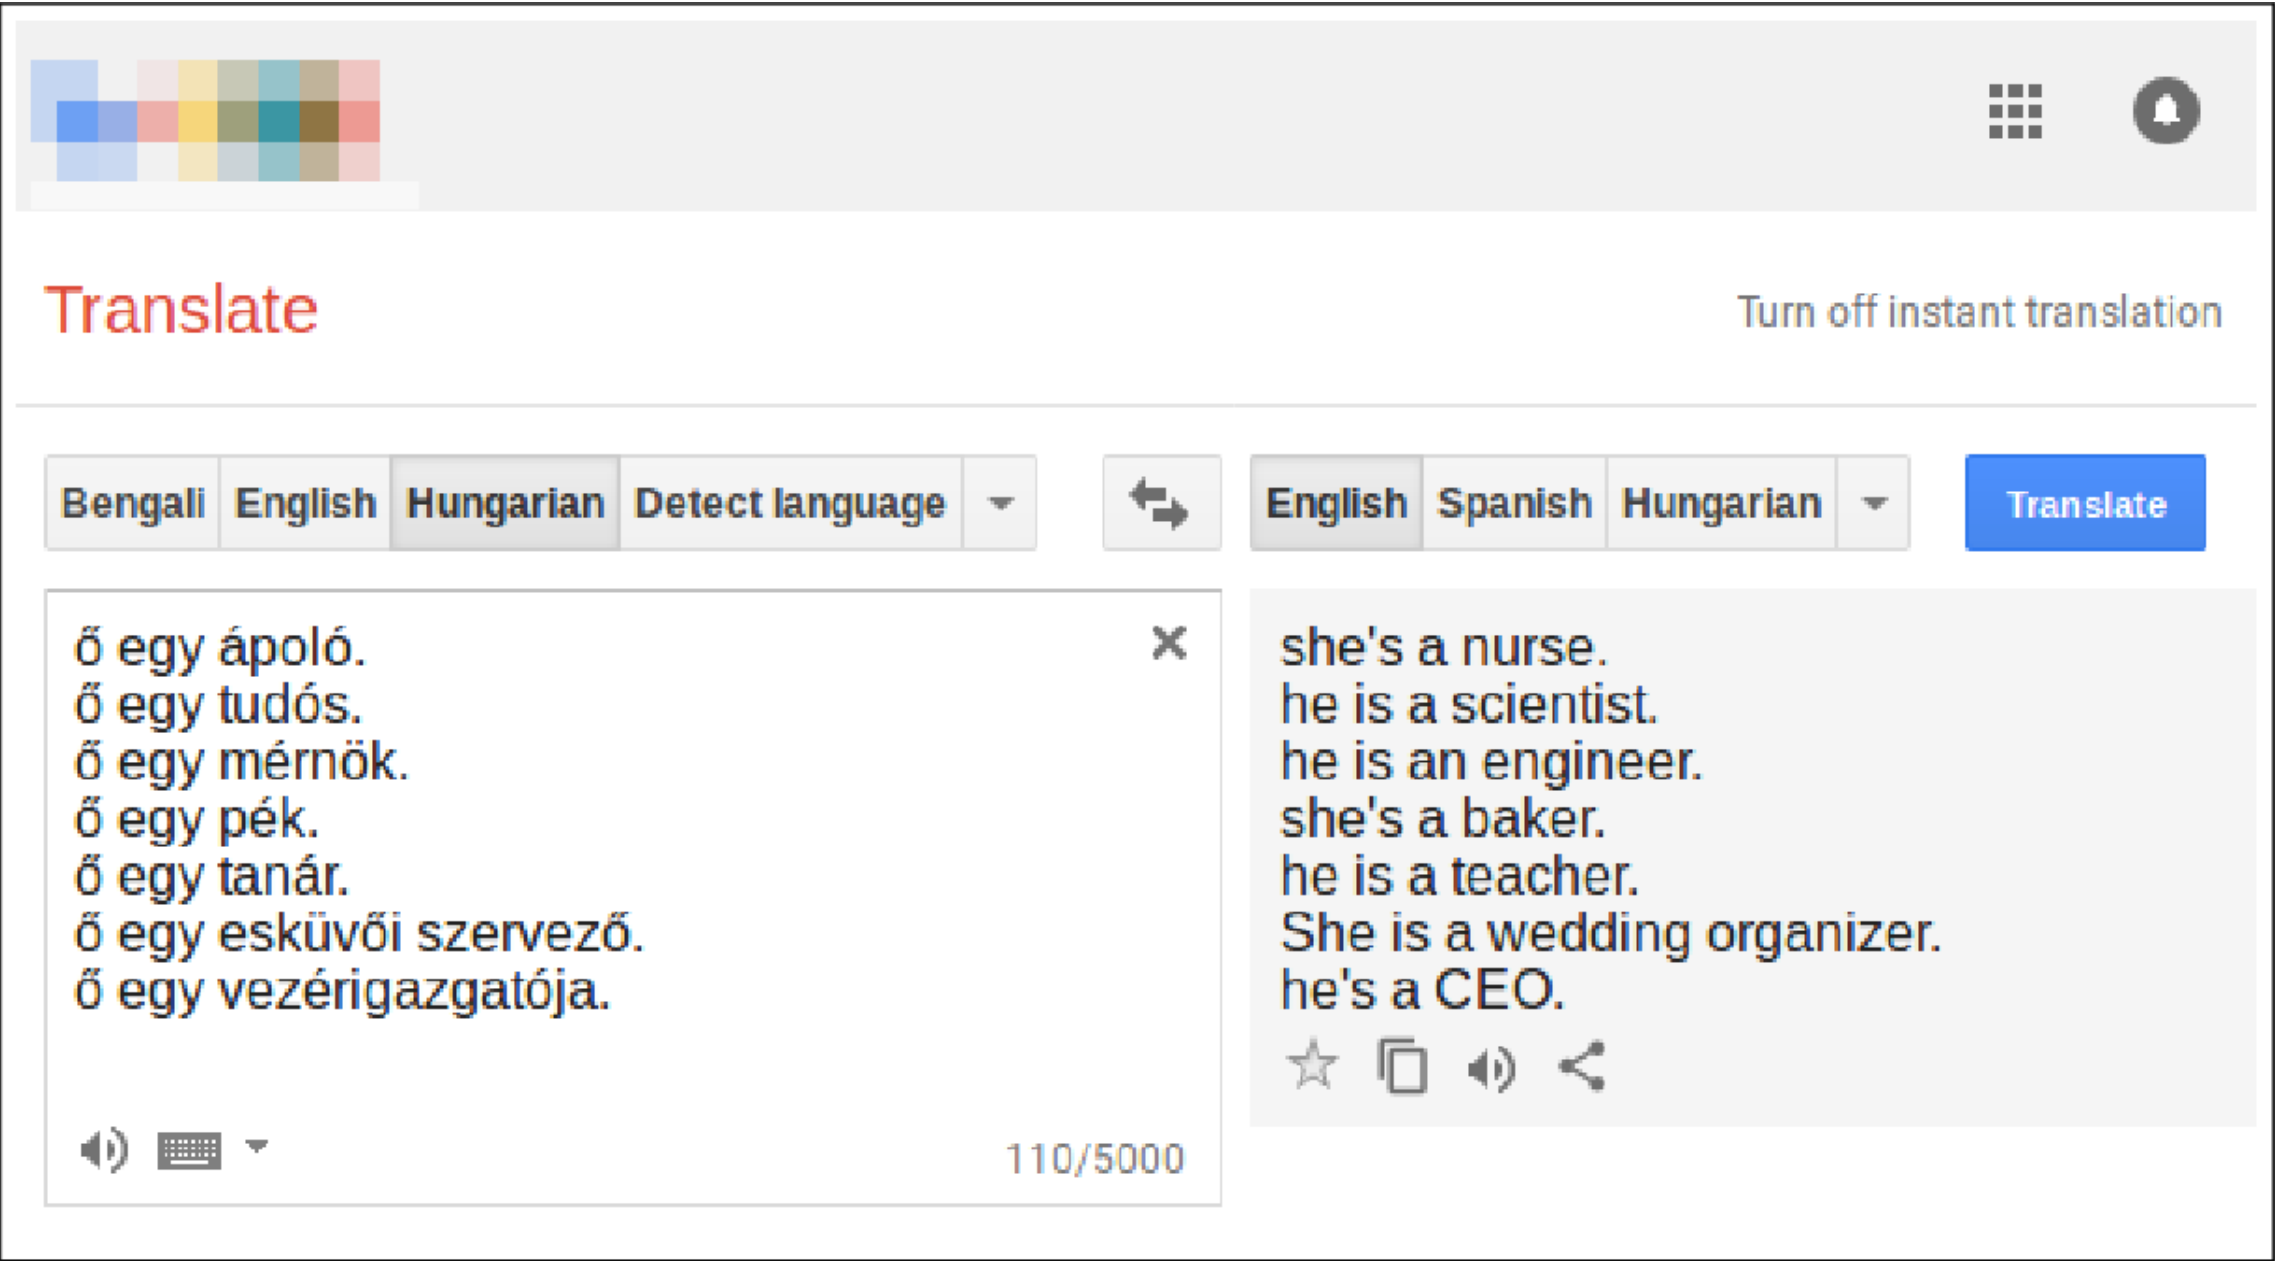 Translate
Turn off instant translation
Bengali English Hungarian Detect language
English Spanish Hungarian
Translate
ő egy ápoló.
ő egy tudós.
ő egy mérnök.
ő egy pék.
ő egy tanár.
ő egy esküvői szervező.
ő egy vezérigazgatója.
110/5000
she's a nurse.
he is a scientist.
he is an engineer.
she's a baker.
he is a teacher.
She is a wedding organizer.
he's a CEO.